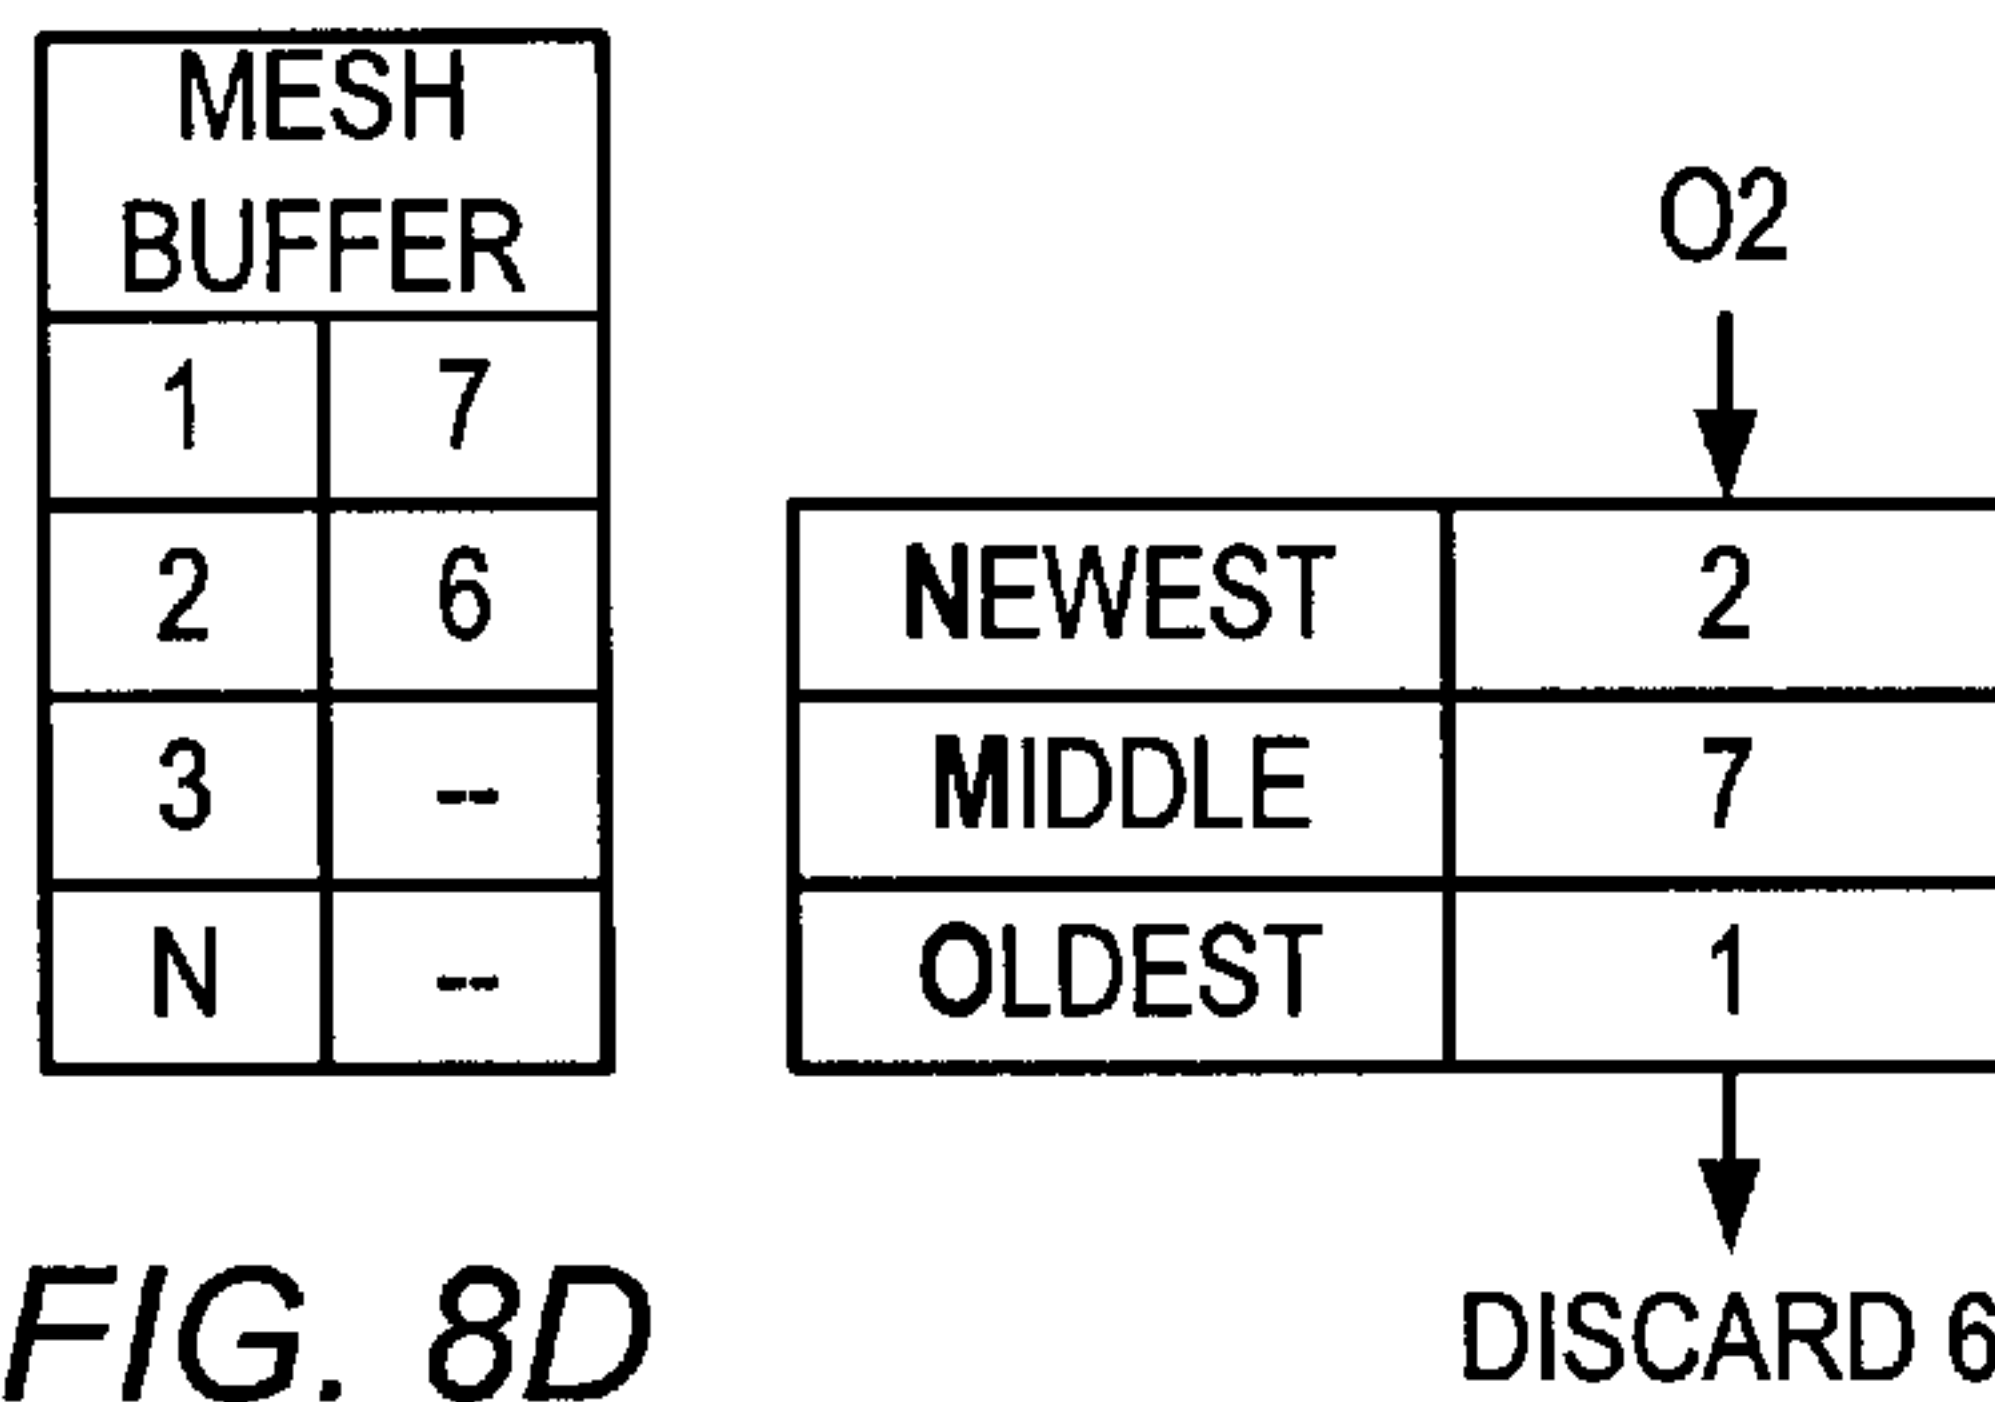 MESH
BUFFER
1 7
2 6
3 --
N --
O2
NEWEST 2
MIDDLE 7
OLDEST 1
DISCARD 6
FIG. 8D